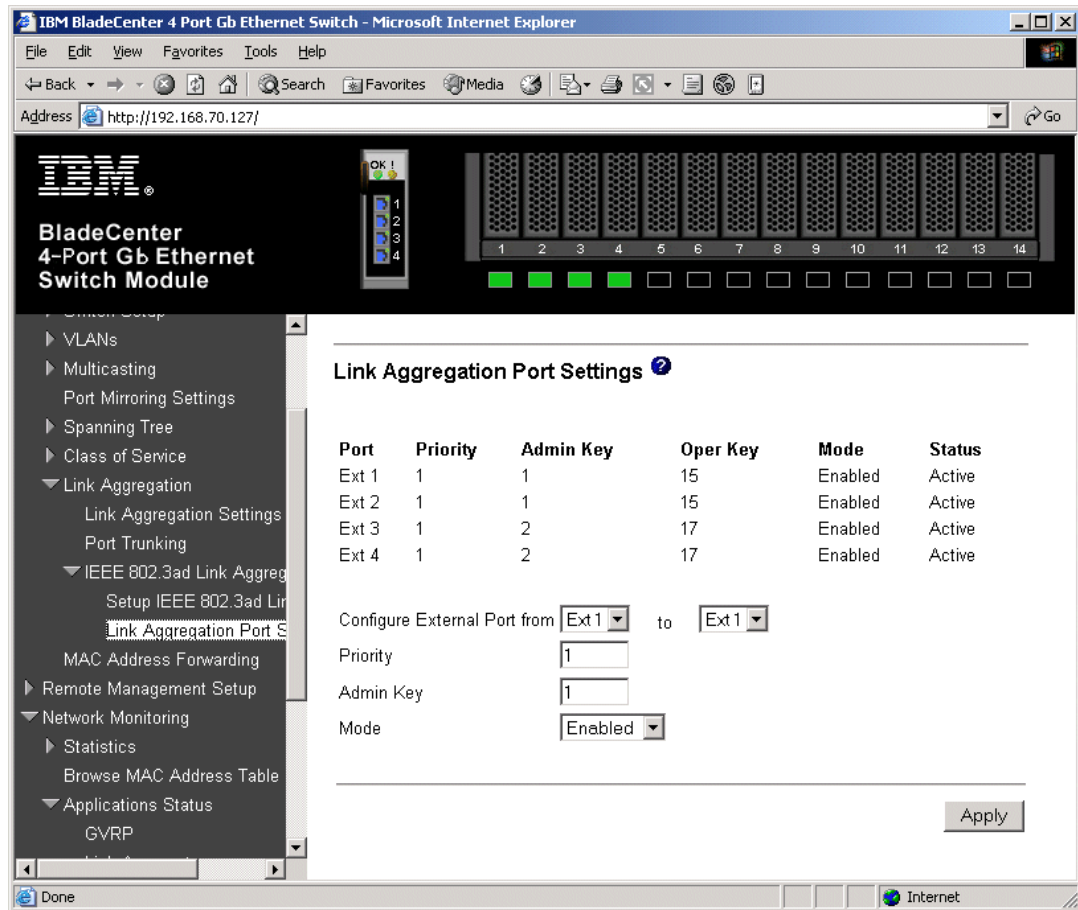 IBM BladeCenter 4 Port Gb Ethernet Switch - Microsoft Internet Explorer
File Edit View Favorites Tools Help
Back Search Favorites Media
Address http://192.168.70.127/ Go
IBM®
BladeCenter
4-Port Gb Ethernet
Switch Module
OK !
1
2
3
4
1 2 3 4 5 6 7 8 9 10 11 12 13 14
VLANs
Multicasting
Port Mirroring Settings
Spanning Tree
Class of Service
Link Aggregation
Link Aggregation Settings
Port Trunking
IEEE 802.3ad Link Aggreg
Setup IEEE 802.3ad Lin
Link Aggregation Port S
MAC Address Forwarding
Remote Management Setup
Network Monitoring
Statistics
Browse MAC Address Table
Applications Status
GVRP
Link Aggregation Port Settings ?
Port Priority Admin Key Oper Key Mode Status
Ext 1 1 1 15 Enabled Active
Ext 2 1 1 15 Enabled Active
Ext 3 1 2 17 Enabled Active
Ext 4 1 2 17 Enabled Active
Configure External Port from Ext 1 to Ext 1
Priority 1
Admin Key 1
Mode Enabled
Apply
Done Internet